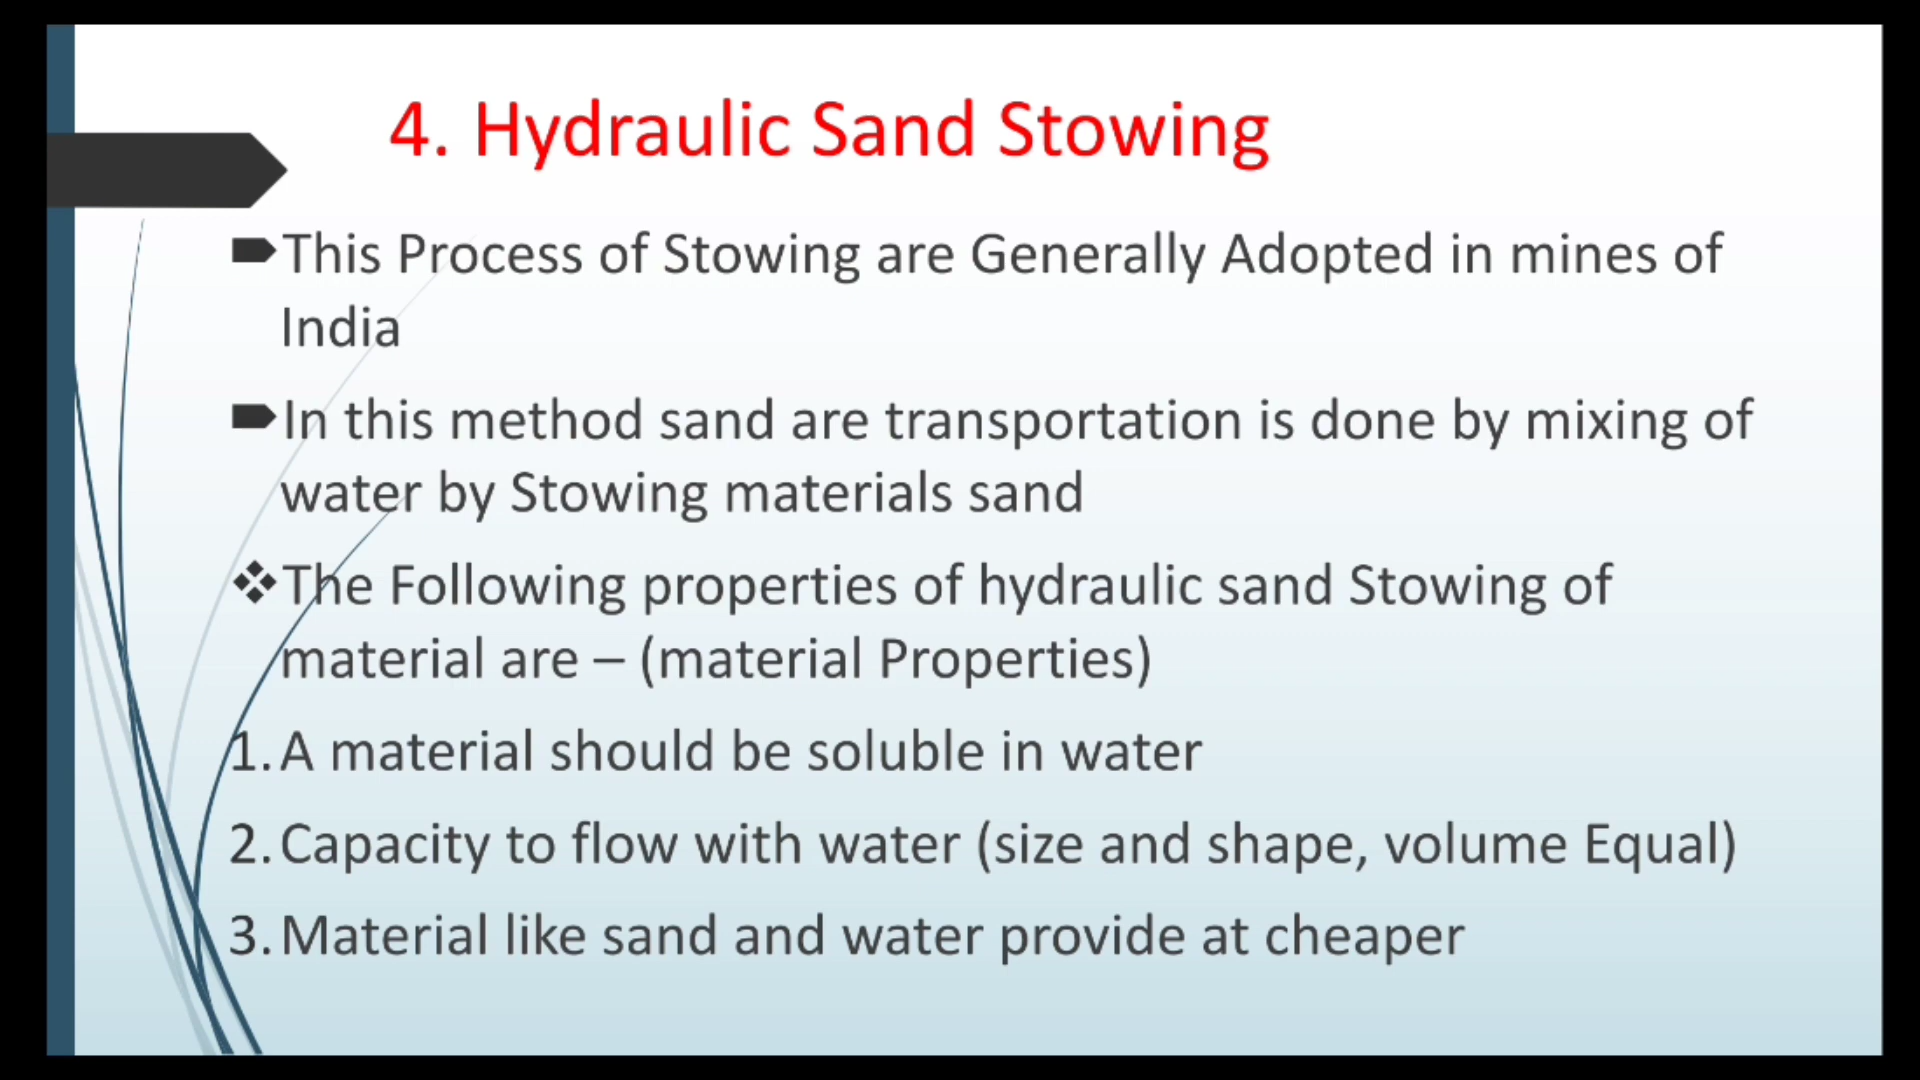 4. Hydraulic Sand Stowing
This Process of Stowing are Generally Adopted in mines of
India
In this method sand are transportation is done by mixing of
water by Stowing materials sand
The Following properties of hydraulic sand Stowing of
material are – (material Properties)
1. A material should be soluble in water
2. Capacity to flow with water (size and shape, volume Equal)
3. Material like sand and water provide at cheaper